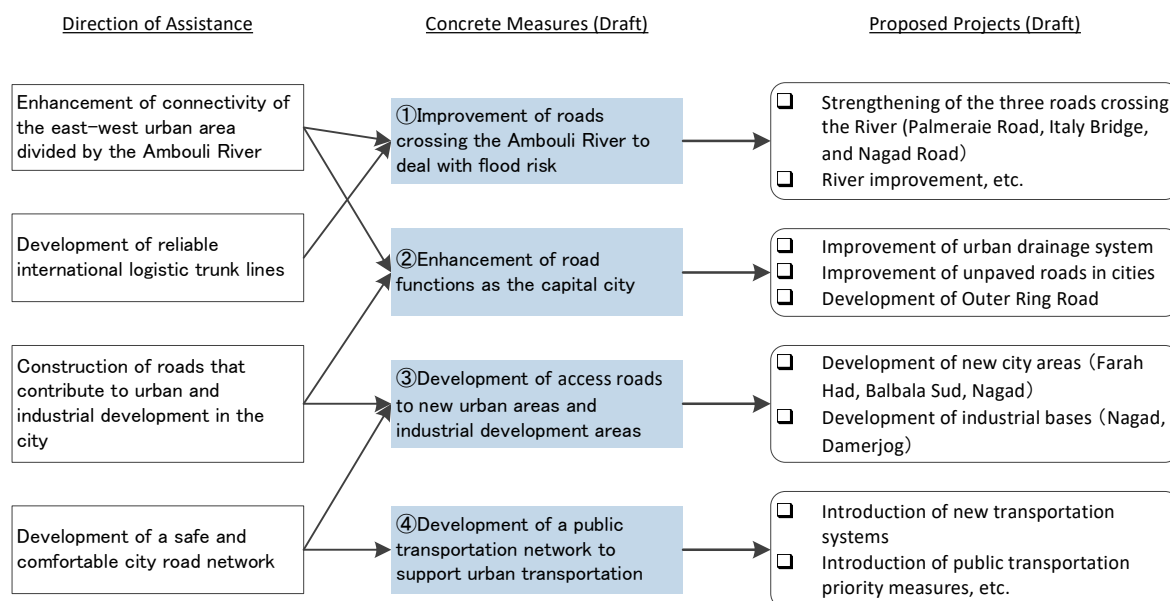 Direction of Assistance
Concrete Measures (Draft)
Proposed Projects (Draft)
Enhancement of connectivity of
the east-west urban area
divided by the Ambouli River
Development of reliable
international logistic trunk lines
Construction of roads that
contribute to urban and
industrial development in the
city
Development of a safe and
comfortable city road network
①Improvement of roads
crossing the Ambouli River to
deal with flood risk
②Enhancement of road
functions as the capital city
③Development of access roads
to new urban areas and
industrial development areas
④Development of a public
transportation network to
support urban transportation
❑ Strengthening of the three roads crossing
the River (Palmeraie Road, Italy Bridge,
and Nagad Road）
❑ River improvement, etc.
❑ Improvement of urban drainage system
❑ Improvement of unpaved roads in cities
❑ Development of Outer Ring Road
❑ Development of new city areas（Farah
Had, Balbala Sud, Nagad）
❑ Development of industrial bases（Nagad,
Damerjog）
❑ Introduction of new transportation
systems
❑ Introduction of public transportation
priority measures, etc.